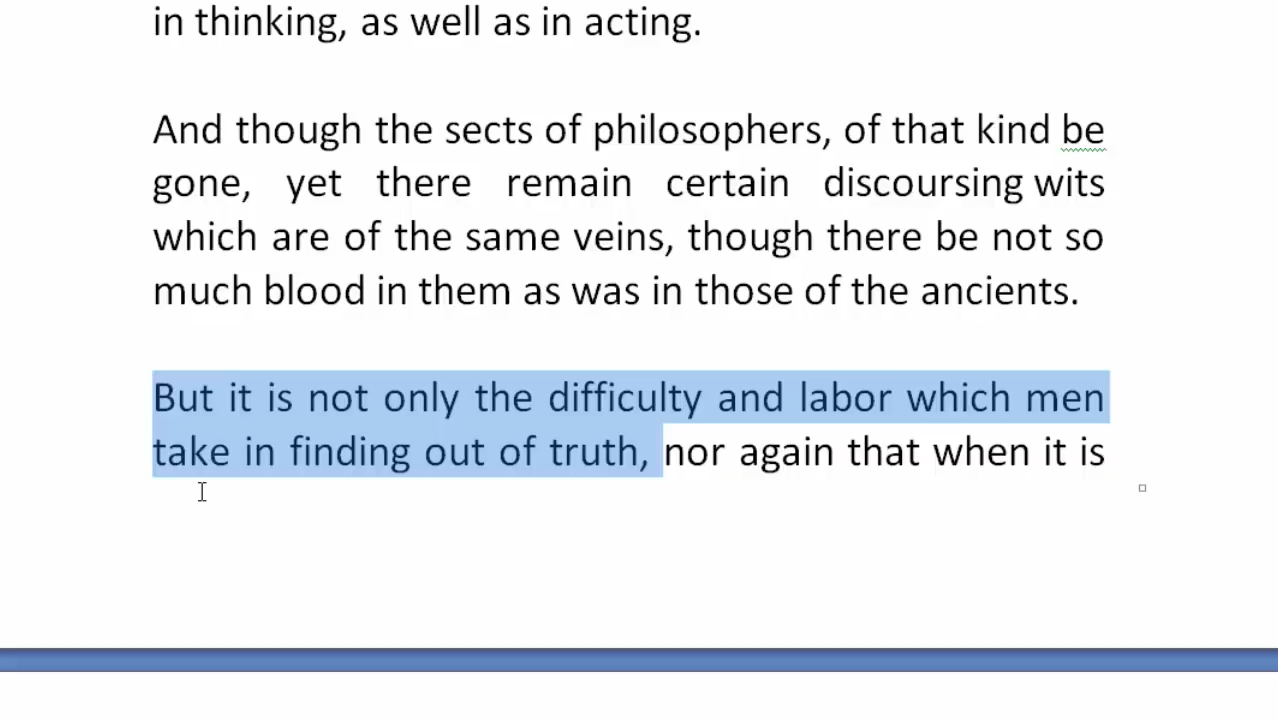 in thinking, as well as in acting.
And though the sects of philosophers, of that kind be
gone, yet there remain certain discoursing wits
which are of the same veins, though there be not so
much blood in them as was in those of the ancients.
But it is not only the difficulty and labor which men
take in finding out of truth, nor again that when it is